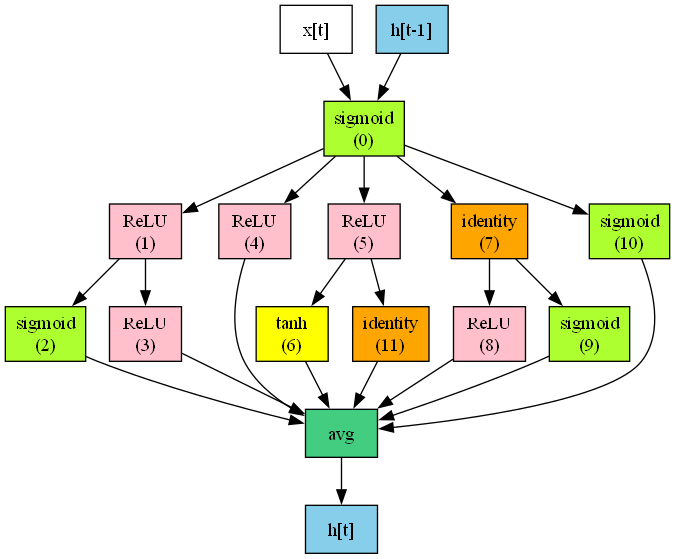 x[t]
h[t-1]
sigmoid
(0)
ReLU
(1)
ReLU
(4)
ReLU
(5)
identity
(7)
sigmoid
(10)
sigmoid
(2)
ReLU
(3)
tanh
(6)
identity
(11)
ReLU
(8)
sigmoid
(9)
avg
h[t]